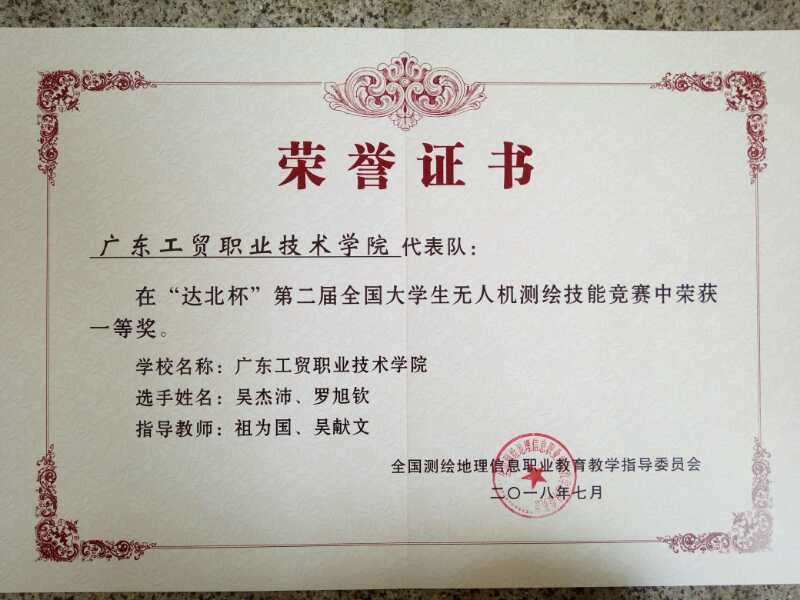 荣誉证书
广东工贸职业技术学院 代表队：
在“达北杯”第二届全国大学生无人机测绘技能竞赛中荣获
一等奖。
学校名称：广东工贸职业技术学院
选手姓名：吴杰沛、罗旭钦
指导教师：祖为国、吴献文
全国测绘地理信息职业教育教学指导委员会
二〇一八年七月